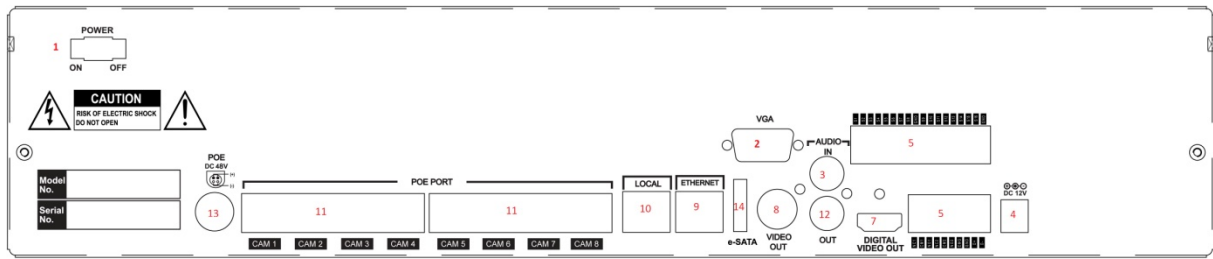 POWER
1
ON OFF
CAUTION
RISK OF ELECTRIC SHOCK
DO NOT OPEN
VGA
2
AUDIO
IN
3
5
POE
DC 48V
(+)
(-)
13
Model
No.
Serial
No.
POE PORT
11 11
CAM 1 CAM 2 CAM 3 CAM 4 CAM 5 CAM 6 CAM 7 CAM 8
LOCAL ETHERNET
10 9
14
e-SATA
8
VIDEO
OUT
12
OUT
7
DIGITAL
VIDEO OUT
5
DC 12V
4